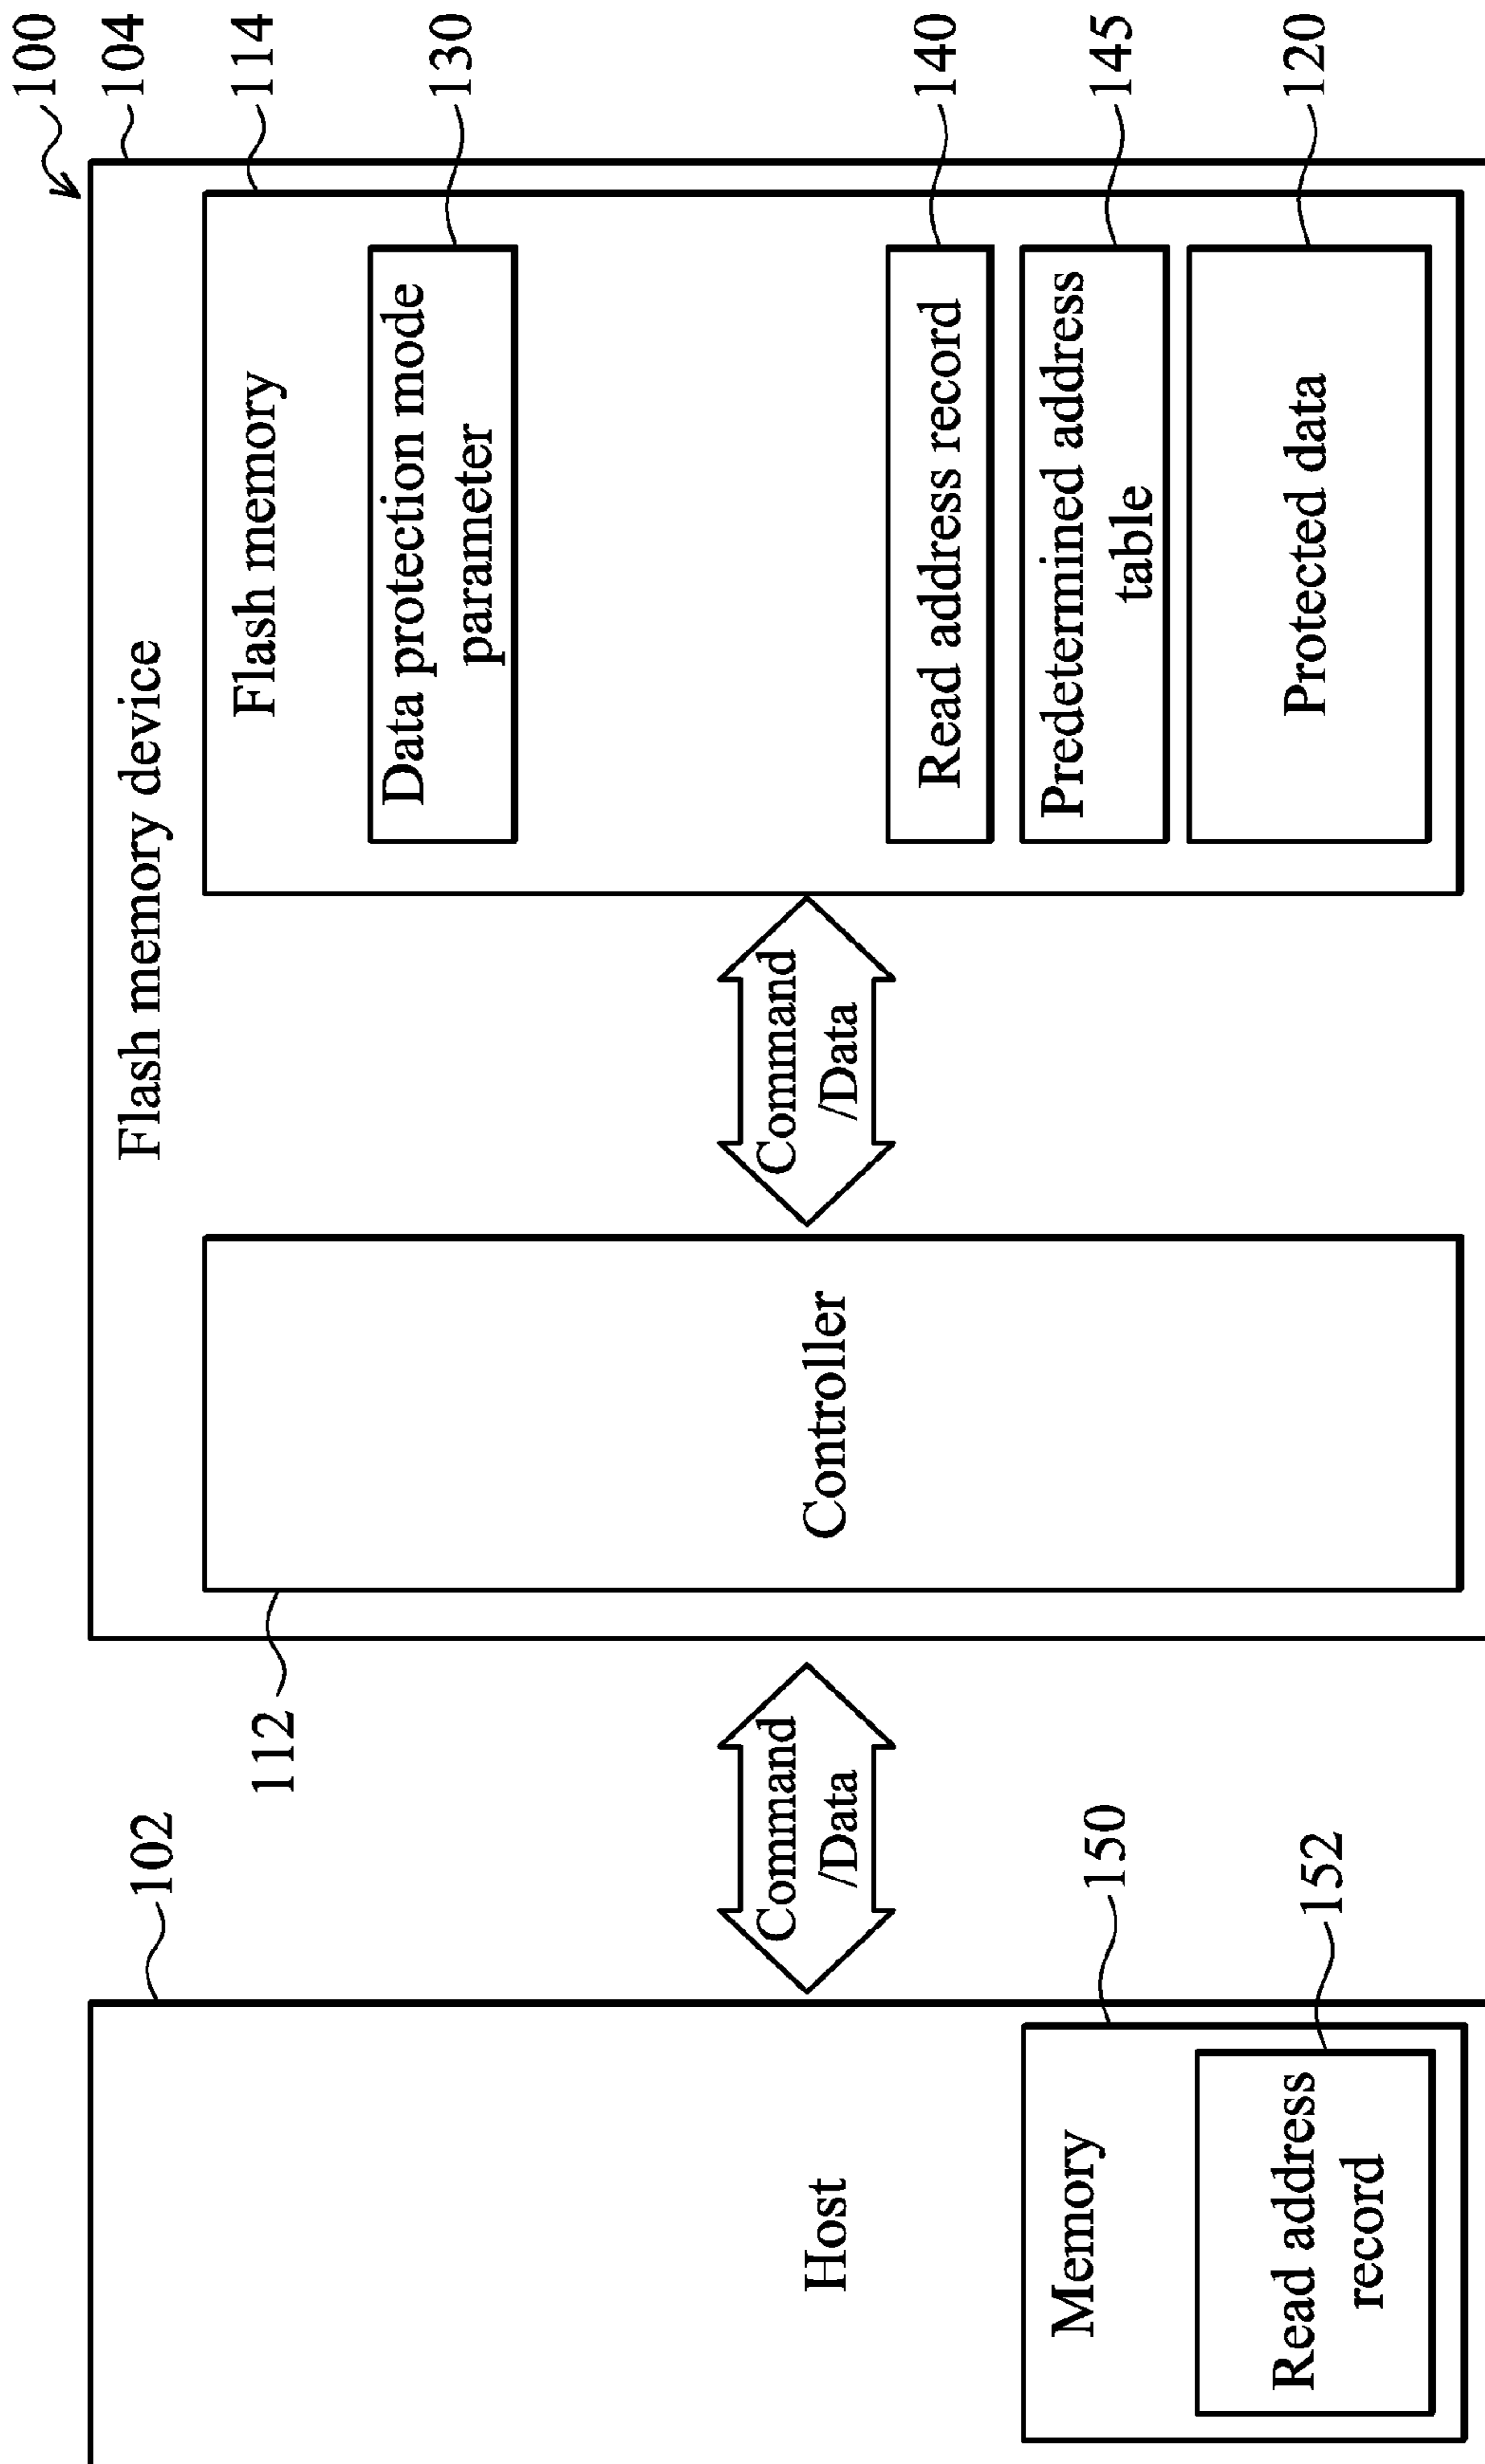 100
104
Flash memory device
102
112
114
Flash memory
130
Data protection mode
parameter
Host
Command
/Data
Controller
Command
/Data
Read address record
140
Memory
150
Predetermined address
table
145
Read address
record
152
Protected data
120